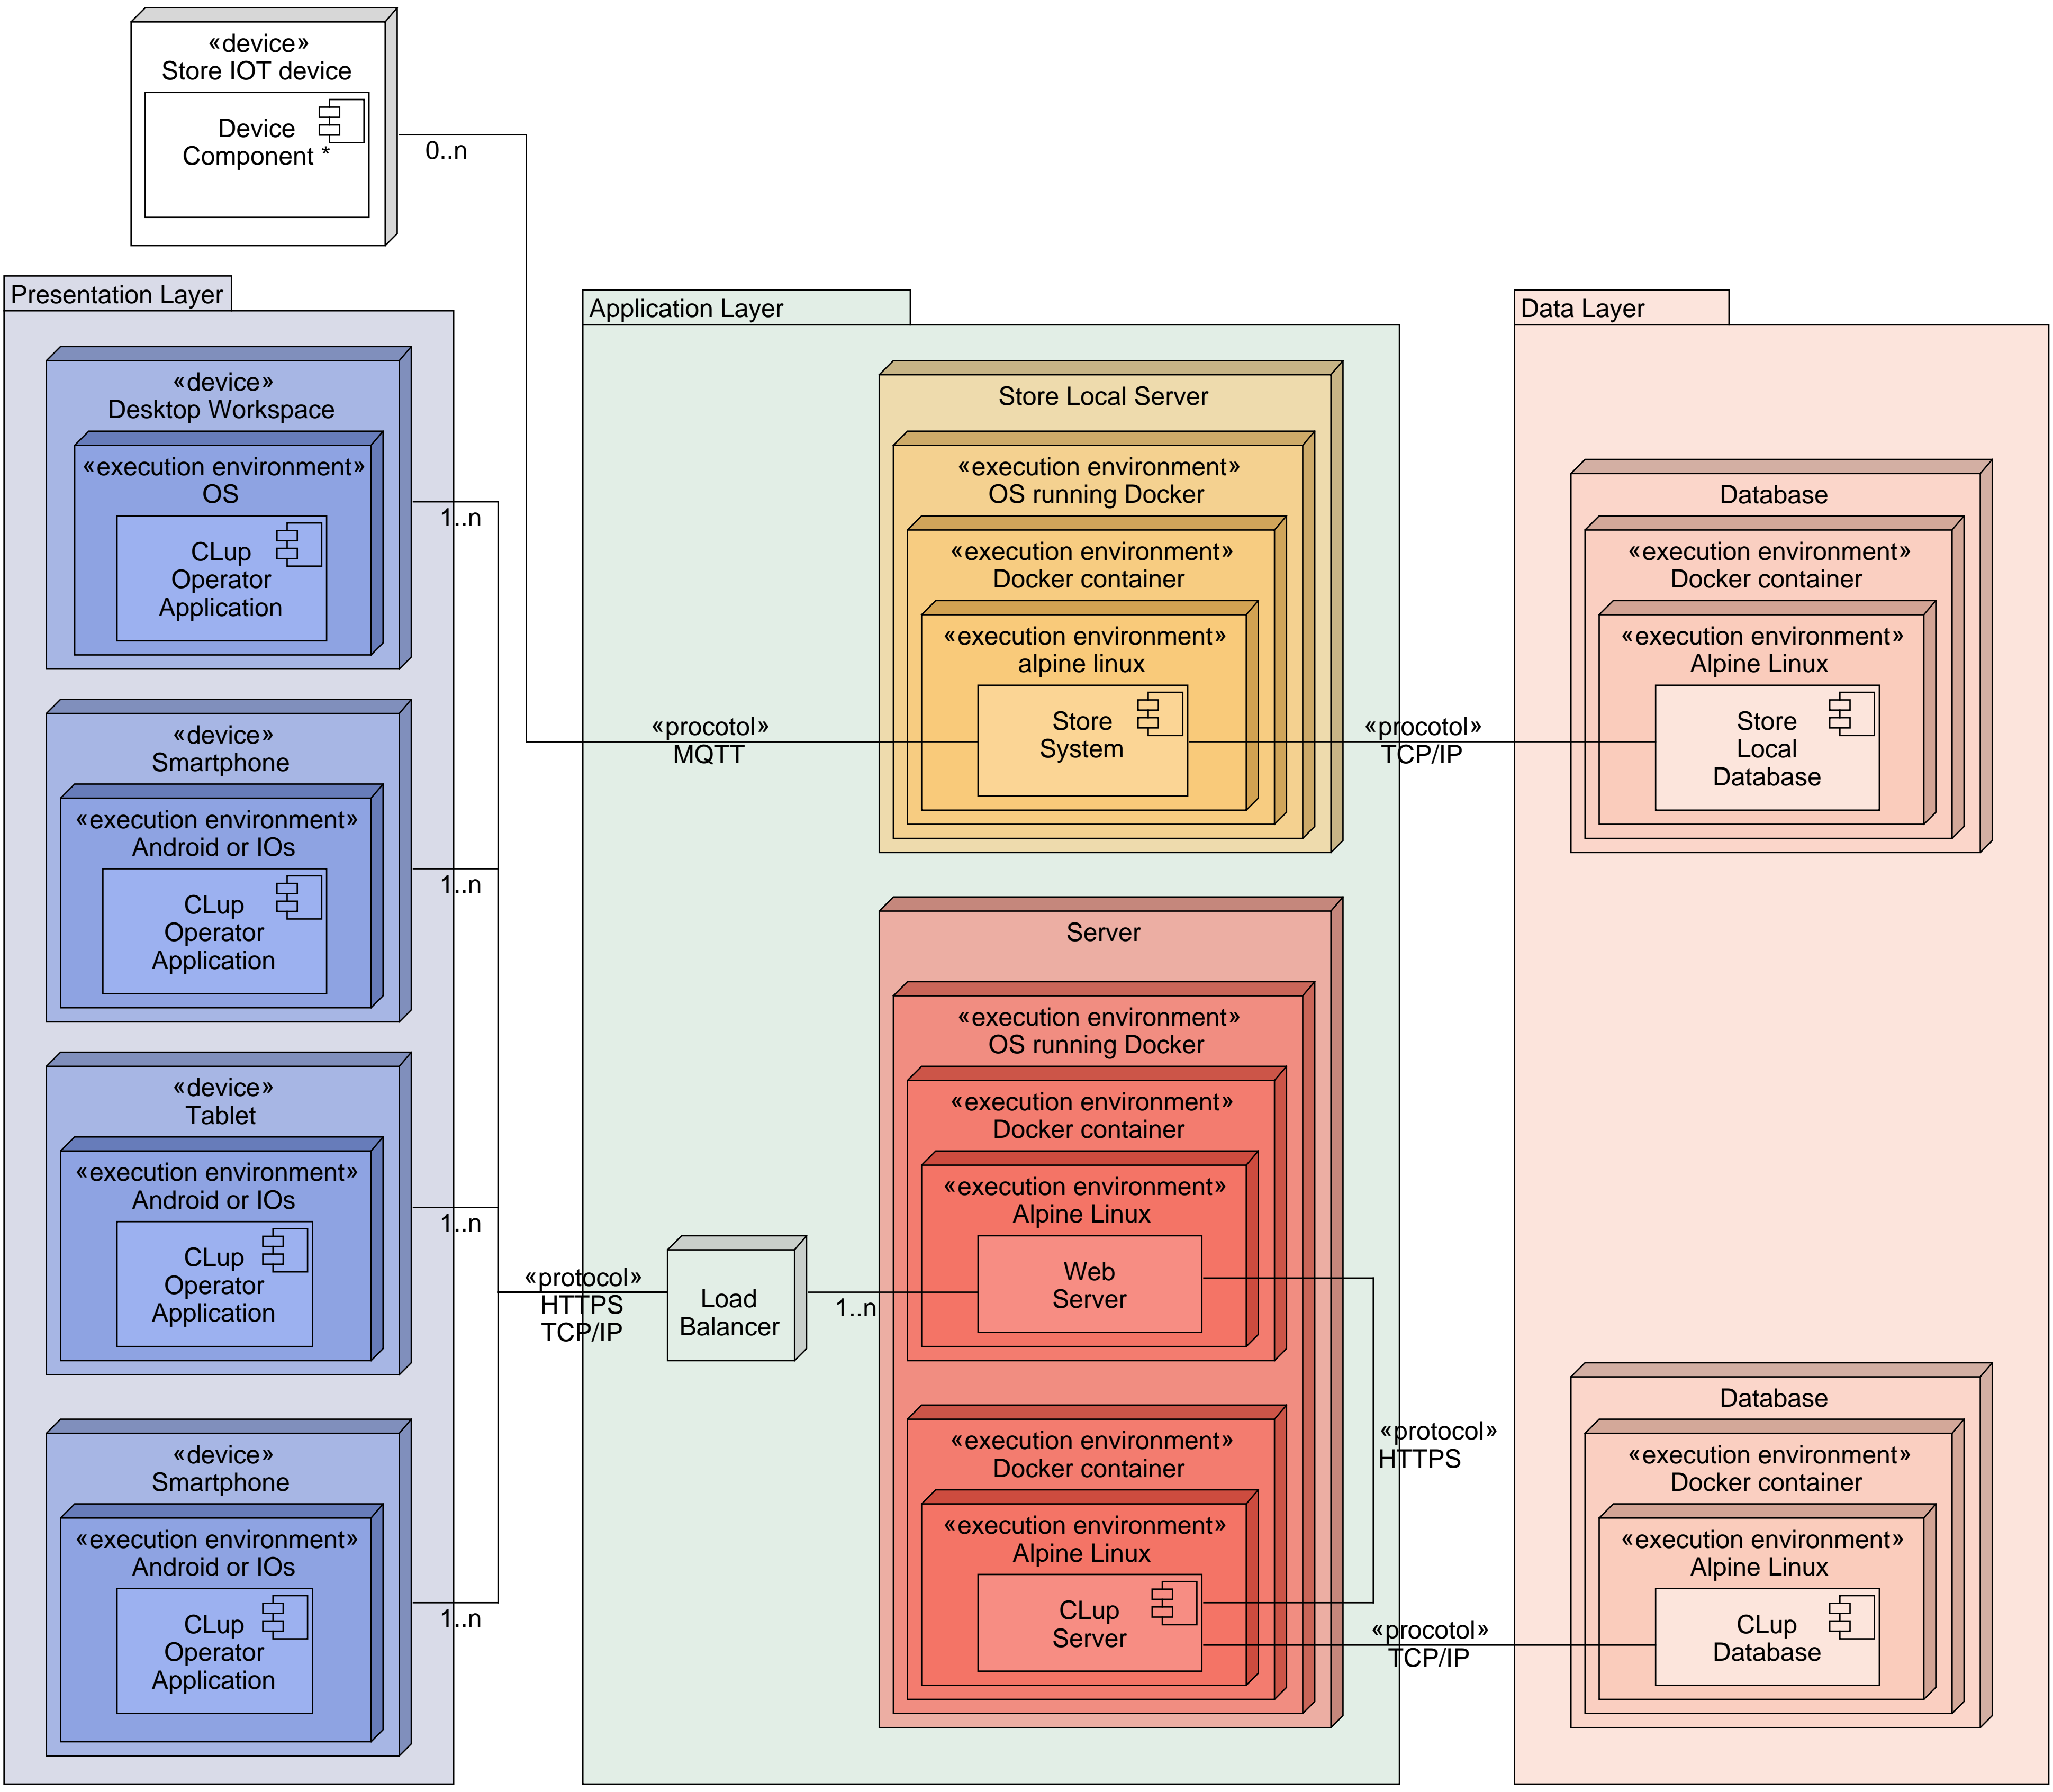 «device»
Store IOT device
Device
Component *
0..n
Presentation Layer
«device»
Desktop Workspace
«execution environment»
OS
CLup
Operator
Application
1..n
«device»
Smartphone
«execution environment»
Android or IOs
CLup
Operator
Application
1..n
«device»
Tablet
«execution environment»
Android or IOs
CLup
Operator
Application
1..n
«device»
Smartphone
«execution environment»
Android or IOs
CLup
Operator
Application
1..n
«protocol»
HTTPS
TCP/IP
Application Layer
Store Local Server
«execution environment»
OS running Docker
«execution environment»
Docker container
«execution environment»
alpine linux
Store
System
«procotol»
MQTT
«procotol»
TCP/IP
Load
Balancer
1..n
Server
«execution environment»
OS running Docker
«execution environment»
Docker container
«execution environment»
Alpine Linux
Web
Server
«protocol»
HTTPS
«execution environment»
Docker container
«execution environment»
Alpine Linux
CLup
Server
«procotol»
TCP/IP
Data Layer
Database
«execution environment»
Docker container
«execution environment»
Alpine Linux
Store
Local
Database
Database
«execution environment»
Docker container
«execution environment»
Alpine Linux
CLup
Database